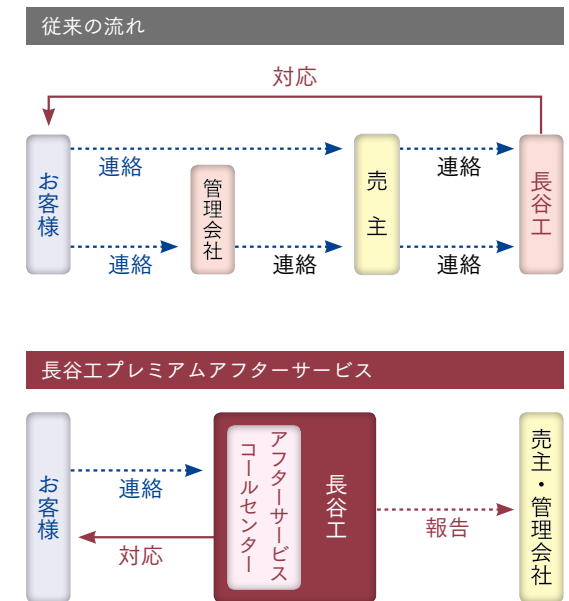 従来の流れ
対応
お客様
連絡
連絡
管理会社
連絡
売主
連絡
連絡
長谷工
長谷工プレミアムアフターサービス
お客様
連絡
対応
アフターサービス
コールセンター
長谷工
報告
売主・管理会社